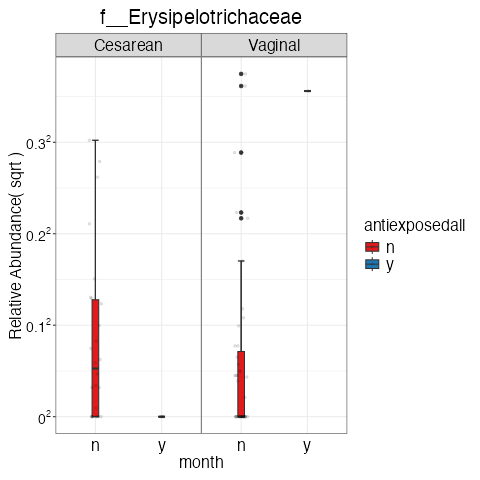 f__Erysipelotrichaceae
Cesarean
Vaginal
Relative Abundance( sqrt )
0.3²
0.2²
0.1²
0²
n
y
n
y
month
antiexposedall
n
y